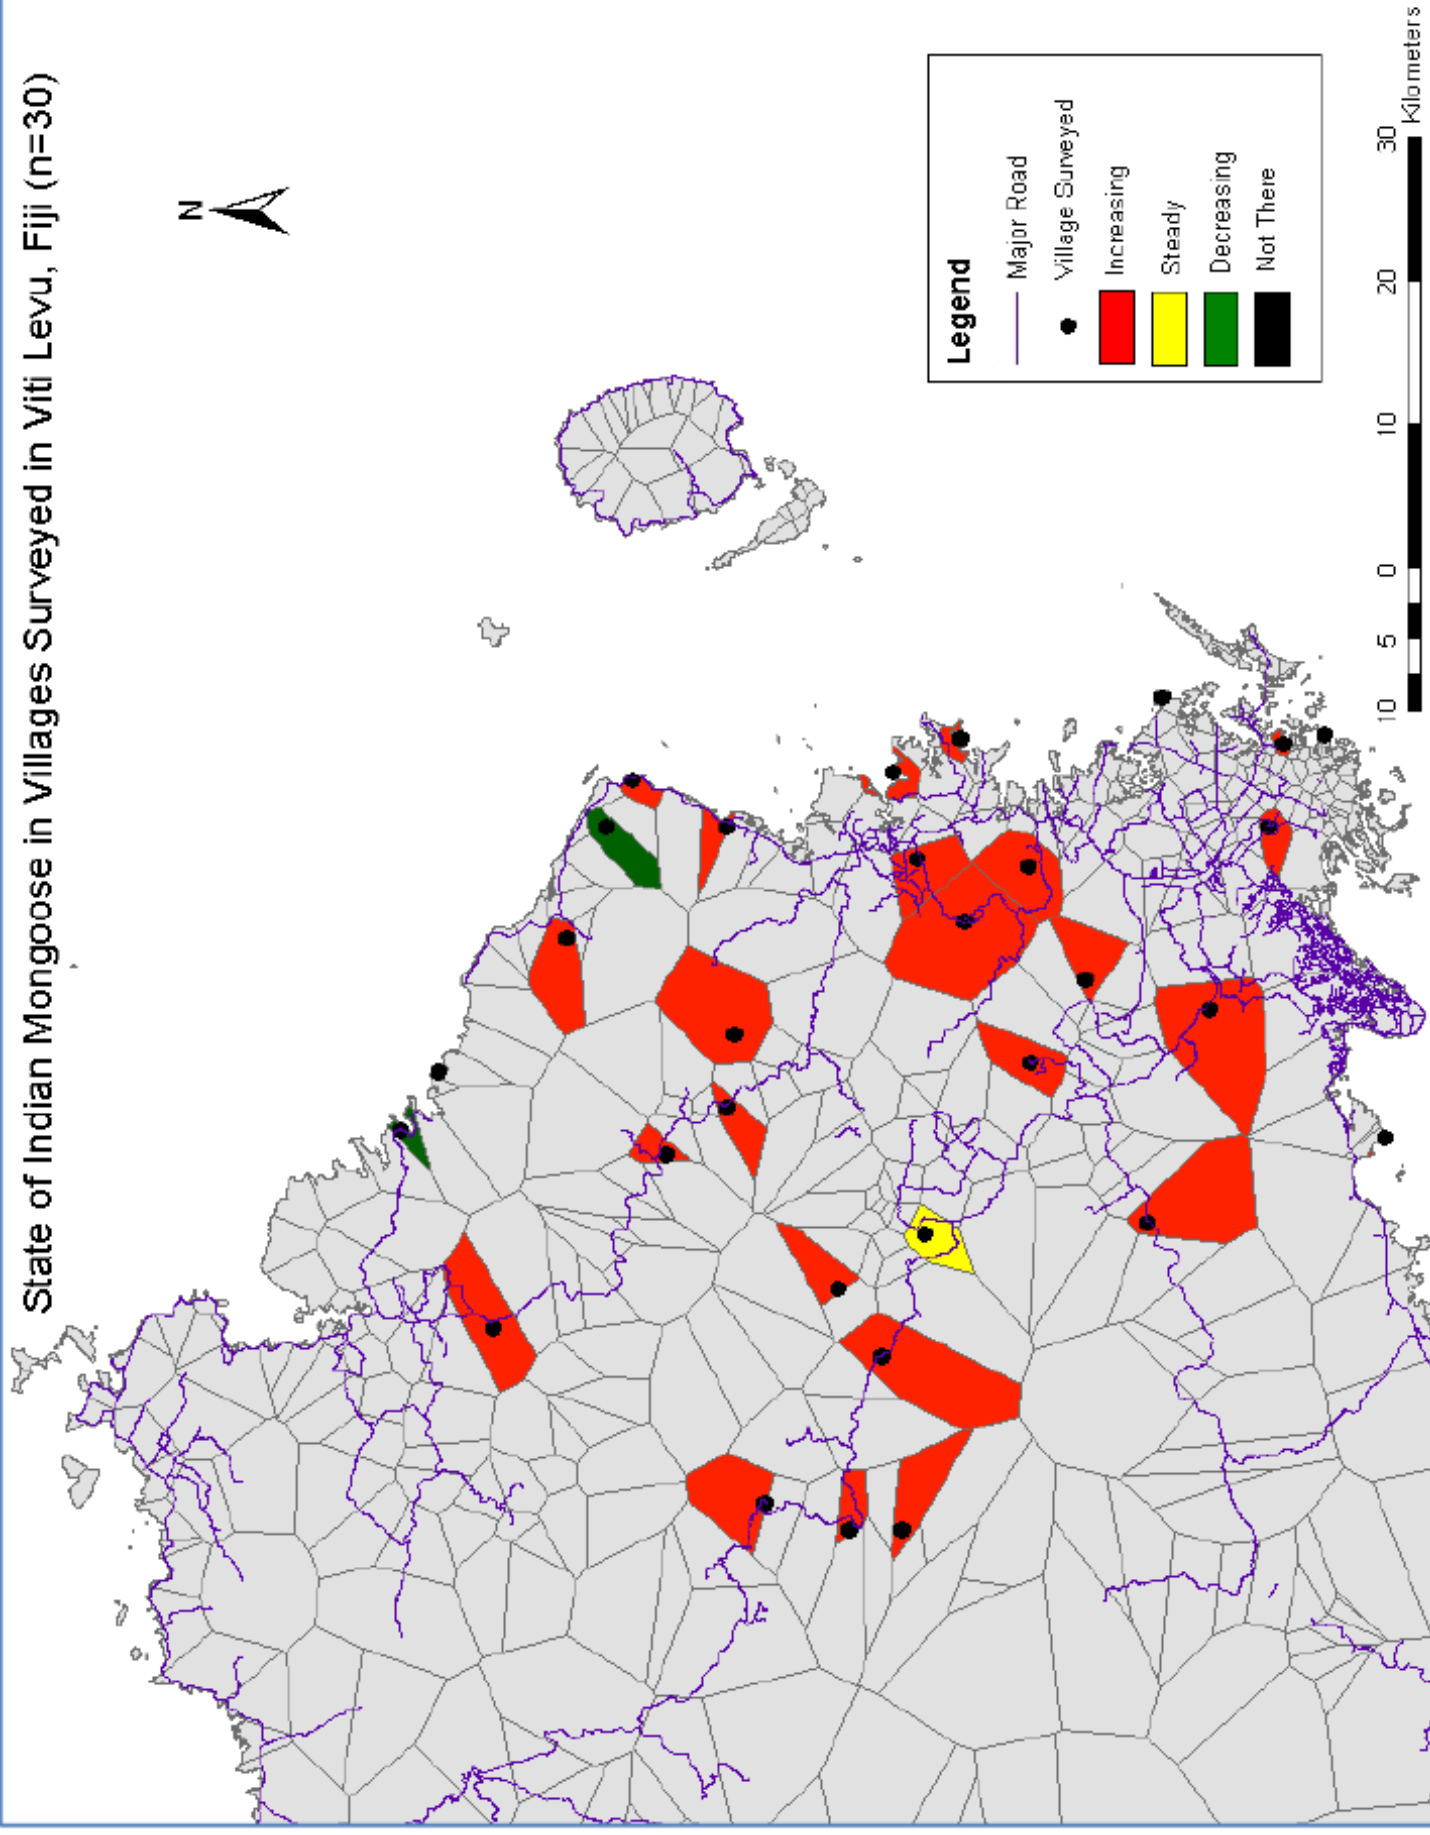 State of Indian Mongoose in Villages Surveyed in Viti Levu, Fiji (n=30)
N
Legend
Major Road
Village Surveyed
Increasing
Steady
Decreasing
Not There
10 5 0 10 20 30
Kilometers